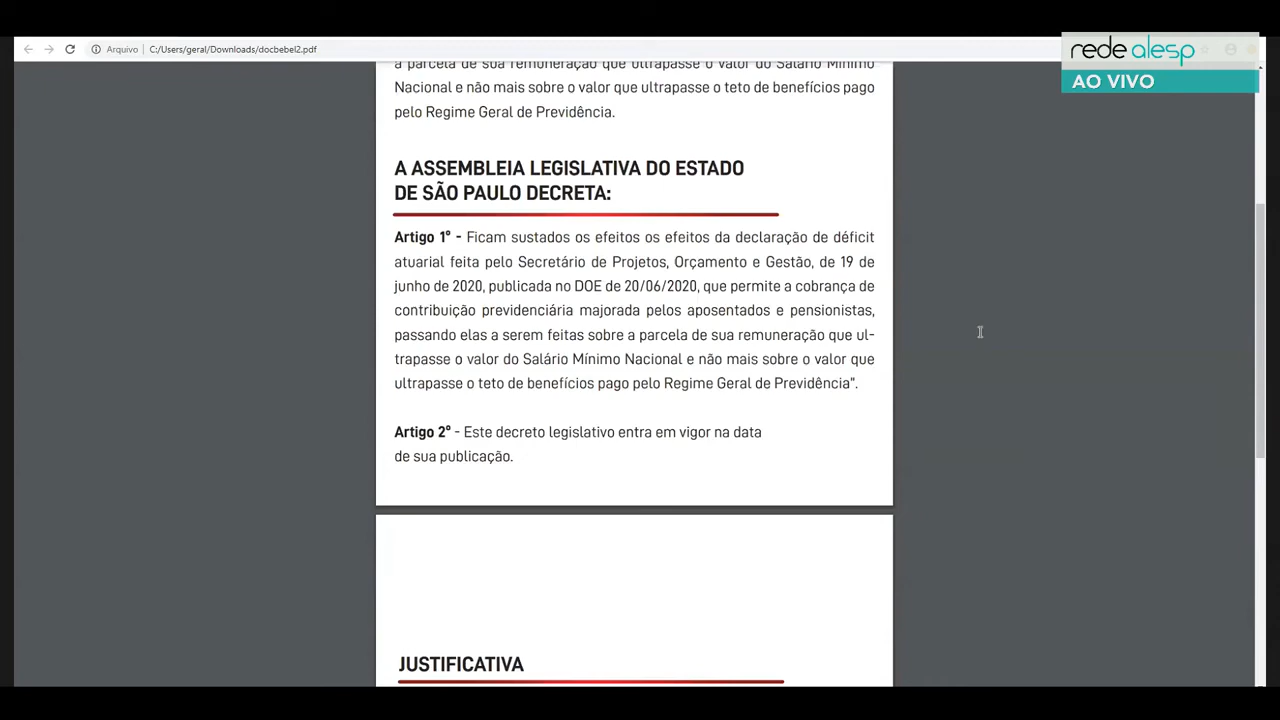 Arquivo | C:/Users/geral/Downloads/docbebel2.pdf
rede alesp
AO VIVO
a parcela de sua remuneração que ultrapasse o valor do Salário Mínimo
Nacional e não mais sobre o valor que ultrapasse o teto de benefícios pago
pelo Regime Geral de Previdência.
A ASSEMBLEIA LEGISLATIVA DO ESTADO
DE SÃO PAULO DECRETA:
Artigo 1° - Ficam sustados os efeitos os efeitos da declaração de déficit
atuarial feita pelo Secretário de Projetos, Orçamento e Gestão, de 19 de
junho de 2020, publicada no DOE de 20/06/2020, que permite a cobrança de
contribuição previdenciária majorada pelos aposentados e pensionistas,
passando elas a serem feitas sobre a parcela de sua remuneração que ul-
trapasse o valor do Salário Mínimo Nacional e não mais sobre o valor que
ultrapasse o teto de benefícios pago pelo Regime Geral de Previdência”.
Artigo 2° - Este decreto legislativo entra em vigor na data
de sua publicação.
JUSTIFICATIVA